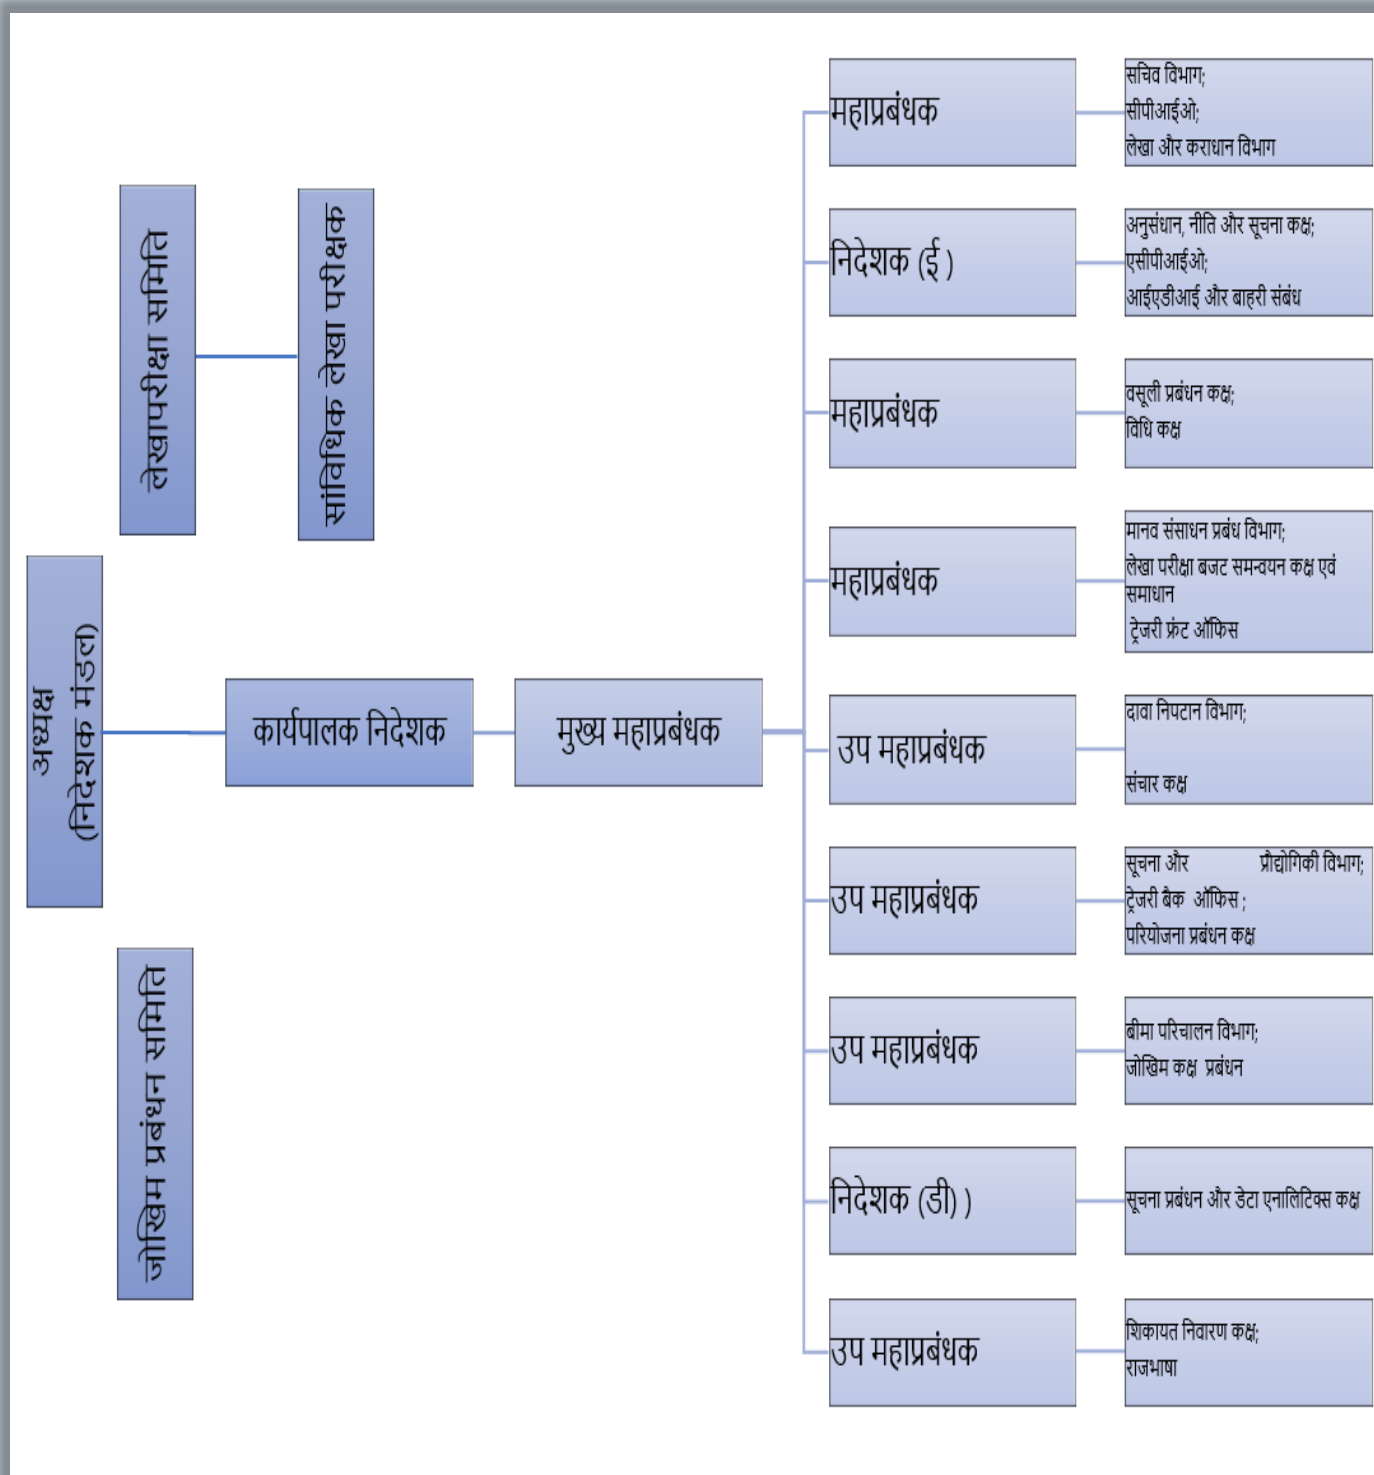 अध्यक्ष
(निदेशक मंडल)
लेखापरीक्षा समिति
सांविधिक लेखा परीक्षक
जोखिम प्रबंधन समिति
कार्यपालक निदेशक
मुख्य महाप्रबंधक
महाप्रबंधक
सचिव विभाग;
सीपीआईओ;
लेखा और कराधान विभाग
निदेशक (ई )
अनुसंधान, नीति और सूचना कक्ष;
एसीपीआईओ;
आईएडीआई और बाहरी संबंध
महाप्रबंधक
वसूली प्रबंधन कक्ष;
विधि कक्ष
महाप्रबंधक
मानव संसाधन प्रबंध विभाग;
लेखा परीक्षा बजट समन्वयन कक्ष एवं
समाधान
ट्रेजरी फ्रंट ऑफिस
उप महाप्रबंधक
दावा निपटान विभाग;
संचार कक्ष
उप महाप्रबंधक
सूचना और प्रौद्योगिकी विभाग;
ट्रेजरी बैक ऑफिस ;
परियोजना प्रबंधन कक्ष
उप महाप्रबंधक
बीमा परिचालन विभाग;
जोखिम कक्ष प्रबंधन
निदेशक (डी) )
सूचना प्रबंधन और डेटा एनालिटिक्स कक्ष
उप महाप्रबंधक
शिकायत निवारण कक्ष;
राजभाषा